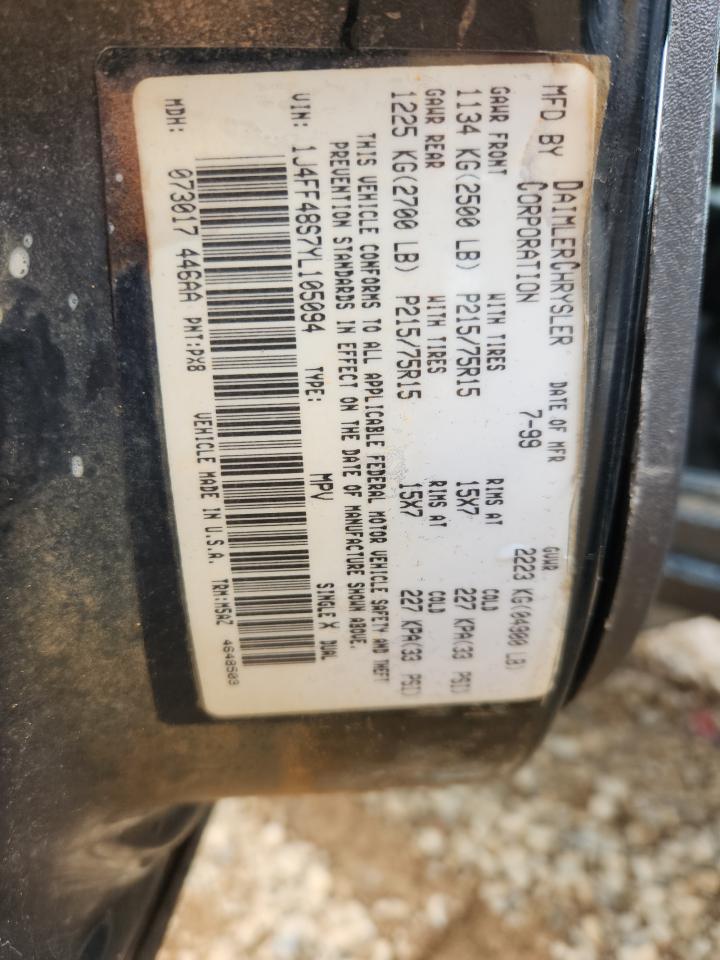 MFD BY DAIMLERCHRYSLER CORPORATION
DATE OF MFR 7-99
GVWR 2223 KG(04900 LB)
GAWR FRONT WITH TIRES RIMS AT COLD
1134 KG(2500 LB) P215/75R15 15X7 227 KPA(33 PSI)
GAWR REAR WITH TIRES RIMS AT COLD
1225 KG(2700 LB) P215/75R15 15X7 227 KPA(33 PSI)
THIS VEHICLE CONFORMS TO ALL APPLICABLE FEDERAL MOTOR VEHICLE SAFETY AND THEFT
PREVENTION STANDARDS IN EFFECT ON THE DATE OF MANUFACTURE SHOWN ABOVE.
VIN: 1J4FF48S7YL105094 TYPE: MPV SINGLE X DUAL
MDH: 073017 446AA PNT:PX8 VEHICLE MADE IN U.S.A. TRM:M5AZ 4648503